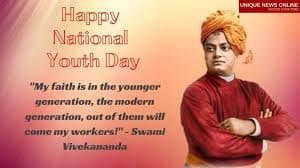 UNIQUE NEWS ONLINE
Happy
National
Youth Day
"My faith is in the younger
generation, the modern
generation, out of them will
come my workers!" - Swami
Vivekananda